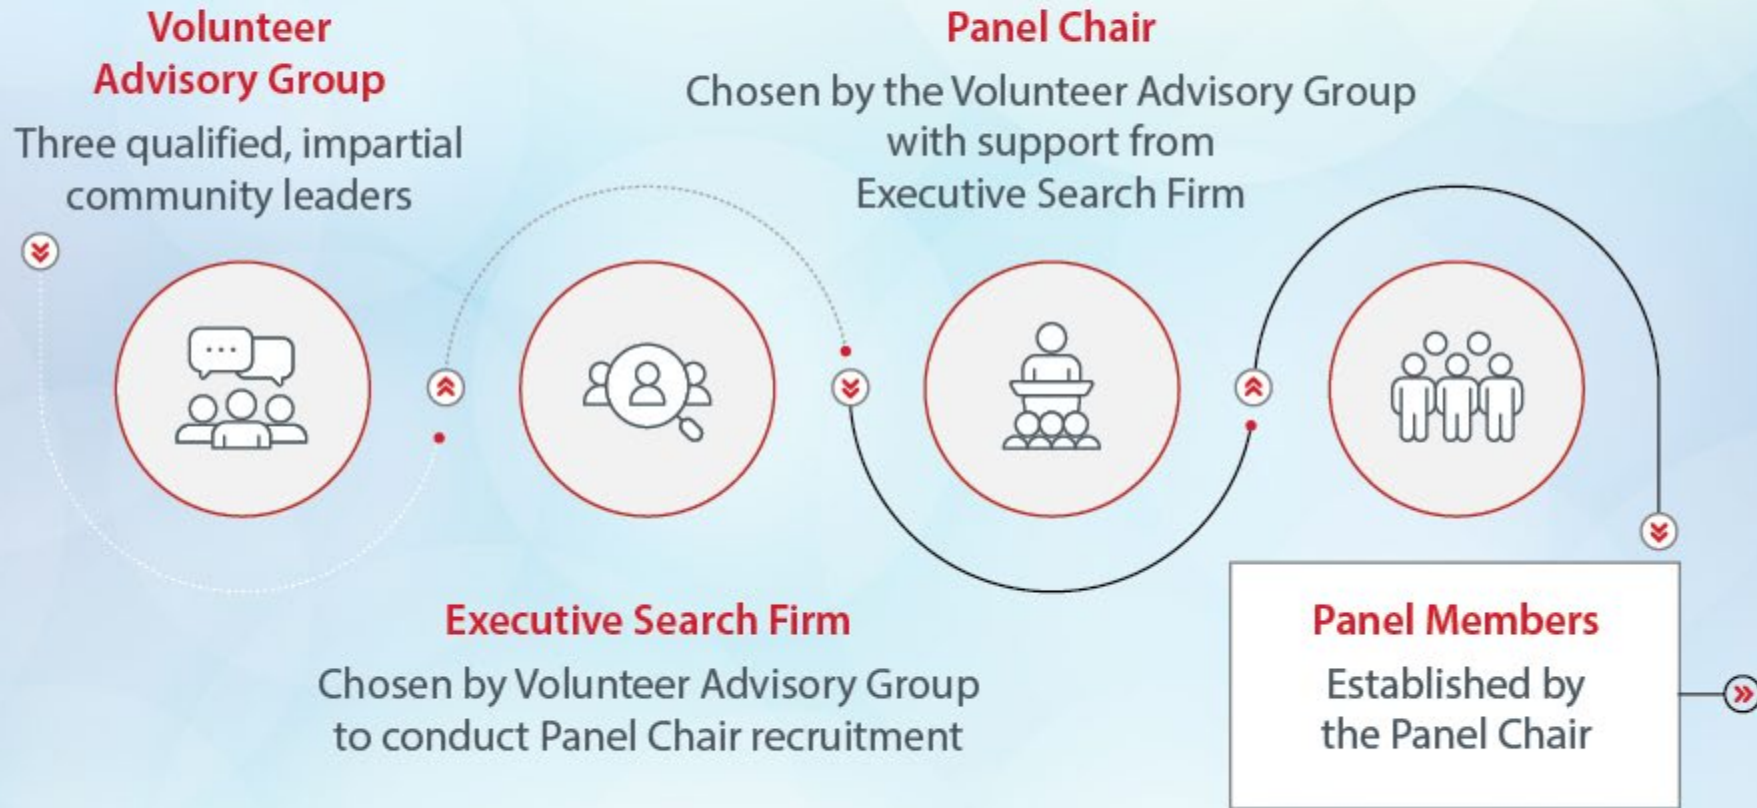 Volunteer
Advisory Group
Three qualified, impartial
community leaders
Executive Search Firm
Chosen by Volunteer Advisory Group
to conduct Panel Chair recruitment
Panel Chair
Chosen by the Volunteer Advisory Group
with support from
Executive Search Firm
Panel Members
Established by
the Panel Chair